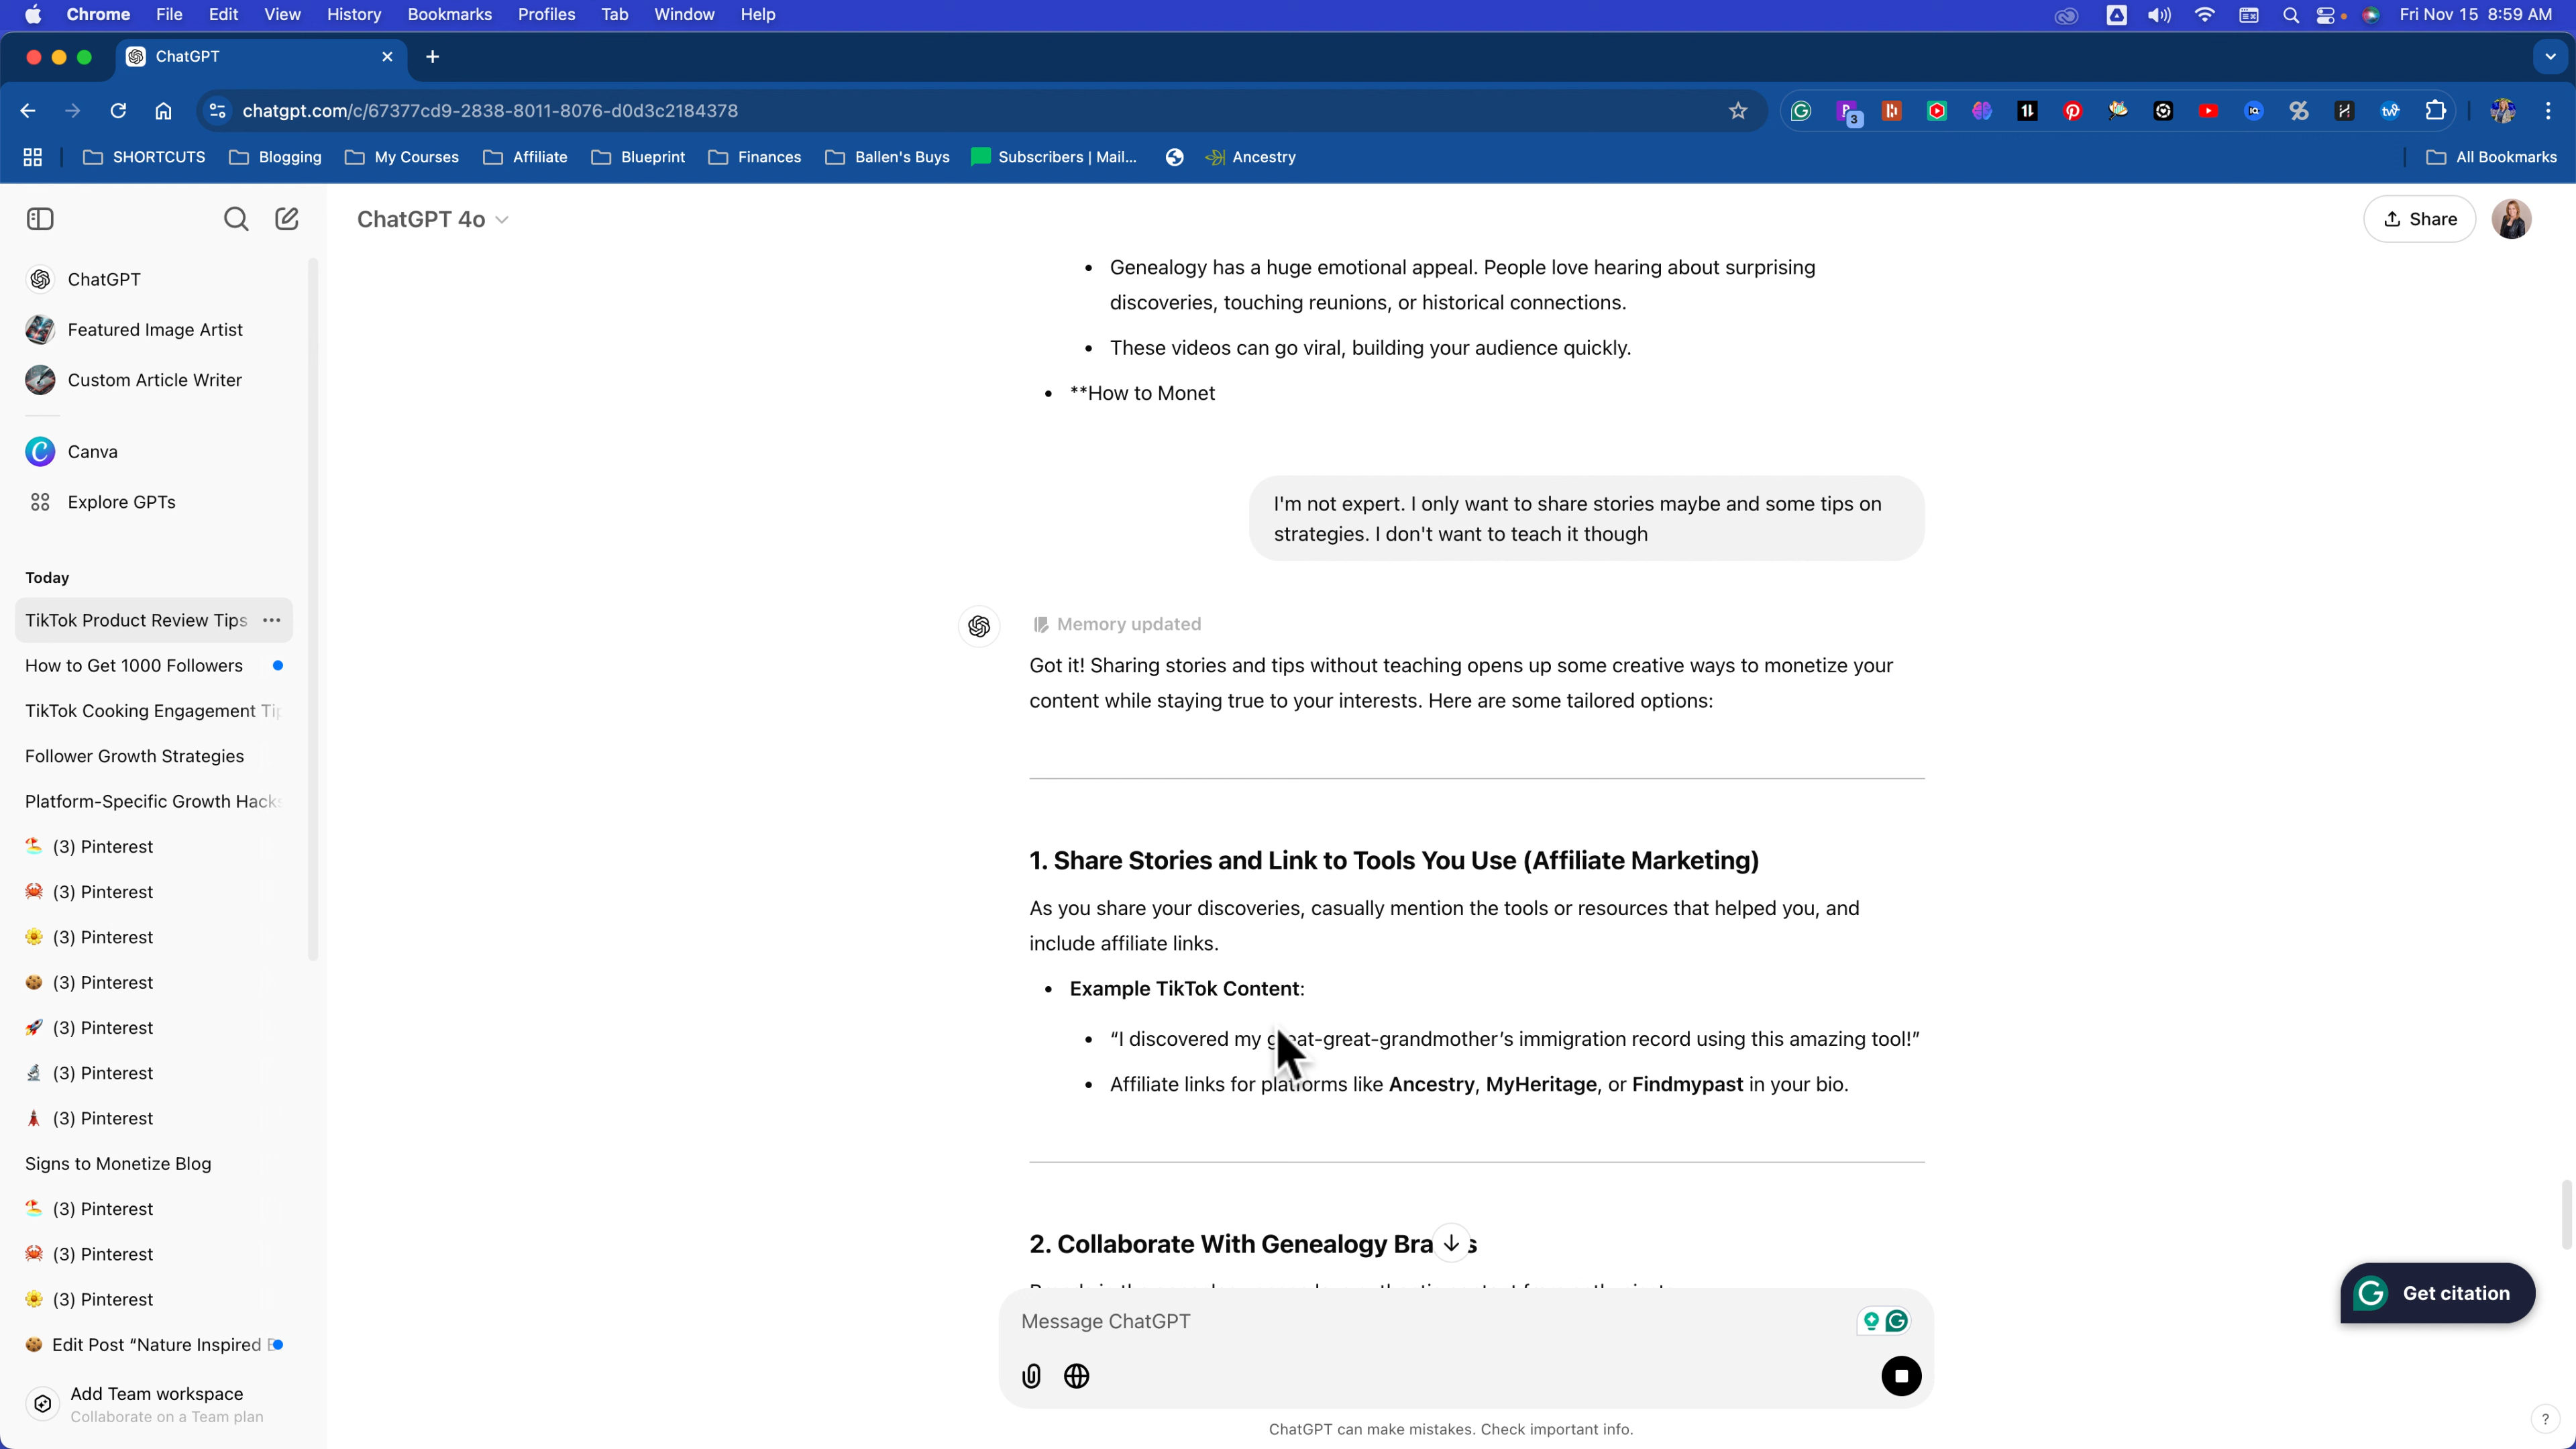 Chrome File Edit View History Bookmarks Profiles Tab Window Help Fri Nov 15 8:59 AM
ChatGPT
chatgpt.com/c/67377cd9-2838-8011-8076-d0d3c2184378
3
SHORTCUTS Blogging My Courses Affiliate Blueprint Finances Ballen's Buys Subscribers | Mail... Ancestry All Bookmarks
ChatGPT 4o
Share
ChatGPT
Featured Image Artist
Custom Article Writer
Canva
Explore GPTs
Today
TikTok Product Review Tips
How to Get 1000 Followers
TikTok Cooking Engagement
Follower Growth Strategies
Platform-Specific Growth Hacks
(3) Pinterest
(3) Pinterest
(3) Pinterest
(3) Pinterest
(3) Pinterest
(3) Pinterest
(3) Pinterest
Signs to Monetize Blog
(3) Pinterest
(3) Pinterest
(3) Pinterest
Edit Post “Nature Inspired
Add Team workspace
Collaborate on a Team plan
• Genealogy has a huge emotional appeal. People love hearing about surprising
discoveries, touching reunions, or historical connections.
• These videos can go viral, building your audience quickly.
• **How to Monet
I'm not expert. I only want to share stories maybe and some tips on
strategies. I don't want to teach it though
Memory updated
Got it! Sharing stories and tips without teaching opens up some creative ways to monetize your
content while staying true to your interests. Here are some tailored options:
1. Share Stories and Link to Tools You Use (Affiliate Marketing)
As you share your discoveries, casually mention the tools or resources that helped you, and
include affiliate links.
• Example TikTok Content:
• “I discovered my great-great-grandmother’s immigration record using this amazing tool!”
• Affiliate links for platforms like Ancestry, MyHeritage, or Findmypast in your bio.
2. Collaborate With Genealogy Brands
Get citation
Message ChatGPT
ChatGPT can make mistakes. Check important info.
?